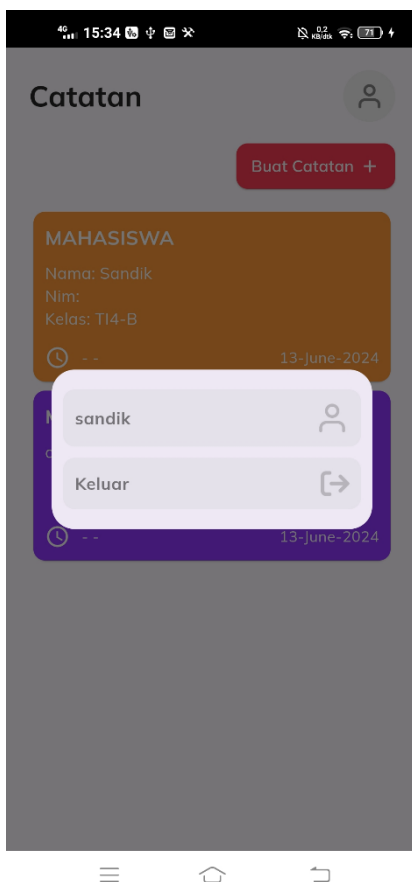 4G 15:34 0,2 KB/dtk 71
Catatan
Buat Catatan +
MAHASISWA
Nama: Sandik
Nim:
Kelas: TI4-B
- - 13-June-2024
sandik
Keluar
- - 13-June-2024